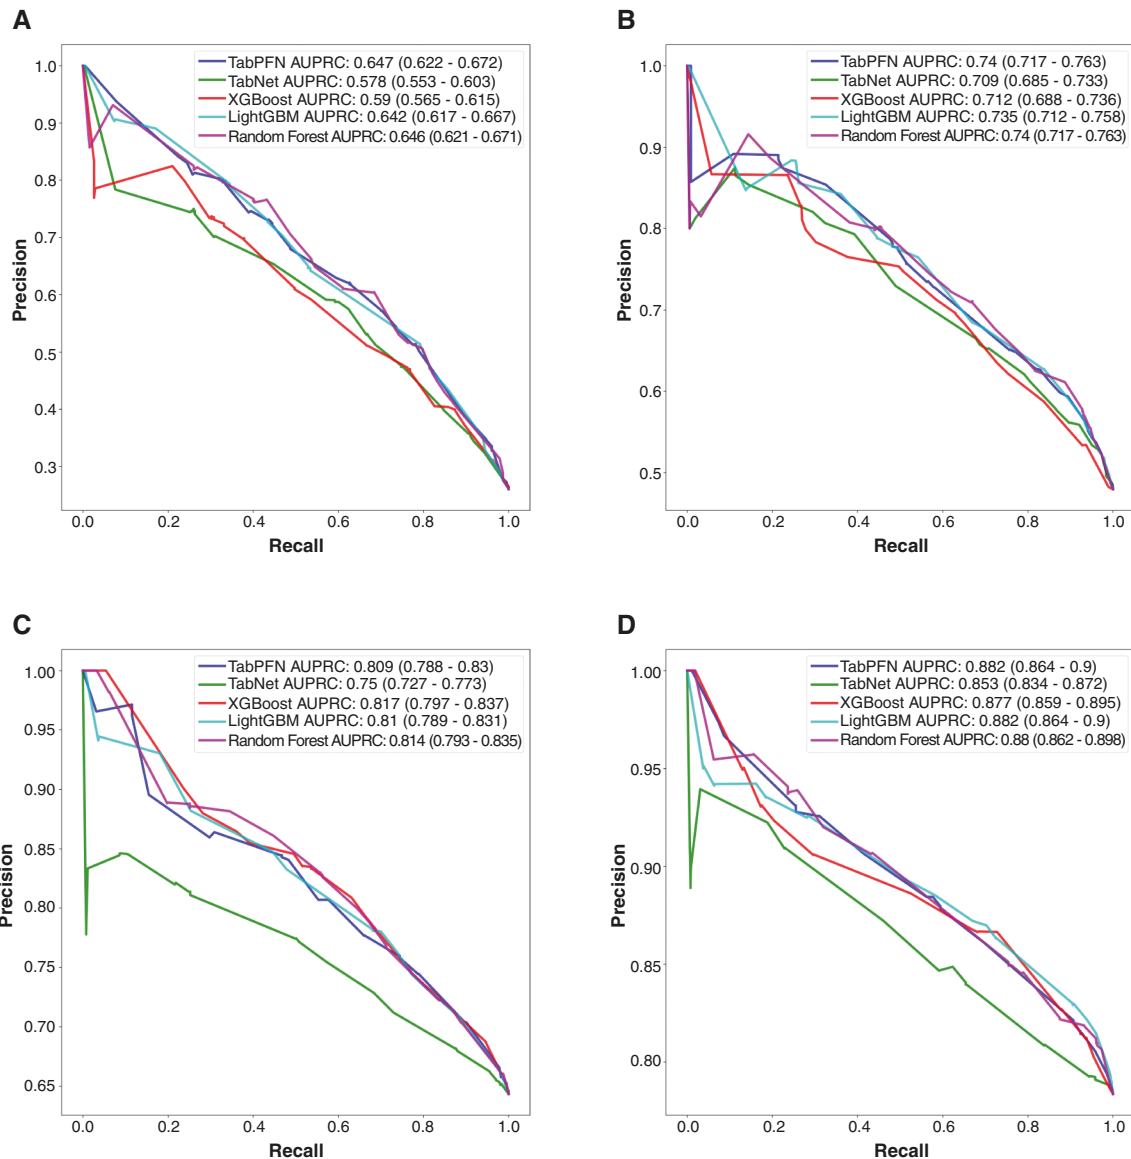 A
TabPFN AUPRC: 0.647 (0.622 - 0.672)
TabNet AUPRC: 0.578 (0.553 - 0.603)
XGBoost AUPRC: 0.59 (0.565 - 0.615)
LightGBM AUPRC: 0.642 (0.617 - 0.667)
Random Forest AUPRC: 0.646 (0.621 - 0.671)
1.0
0.9
0.8
0.7
0.6
0.5
0.4
0.3
Precision
0.0 0.2 0.4 0.6 0.8 1.0
Recall
B
TabPFN AUPRC: 0.74 (0.717 - 0.763)
TabNet AUPRC: 0.709 (0.685 - 0.733)
XGBoost AUPRC: 0.712 (0.688 - 0.736)
LightGBM AUPRC: 0.735 (0.712 - 0.758)
Random Forest AUPRC: 0.74 (0.717 - 0.763)
1.0
0.9
0.8
0.7
0.6
0.5
Precision
0.0 0.2 0.4 0.6 0.8 1.0
Recall
C
TabPFN AUPRC: 0.809 (0.788 - 0.83)
TabNet AUPRC: 0.75 (0.727 - 0.773)
XGBoost AUPRC: 0.817 (0.797 - 0.837)
LightGBM AUPRC: 0.81 (0.789 - 0.831)
Random Forest AUPRC: 0.814 (0.793 - 0.835)
1.00
0.95
0.90
0.85
0.80
0.75
0.70
0.65
Precision
0.0 0.2 0.4 0.6 0.8 1.0
Recall
D
TabPFN AUPRC: 0.882 (0.864 - 0.9)
TabNet AUPRC: 0.853 (0.834 - 0.872)
XGBoost AUPRC: 0.877 (0.859 - 0.895)
LightGBM AUPRC: 0.882 (0.864 - 0.9)
Random Forest AUPRC: 0.88 (0.862 - 0.898)
1.00
0.95
0.90
0.85
0.80
Precision
0.0 0.2 0.4 0.6 0.8 1.0
Recall